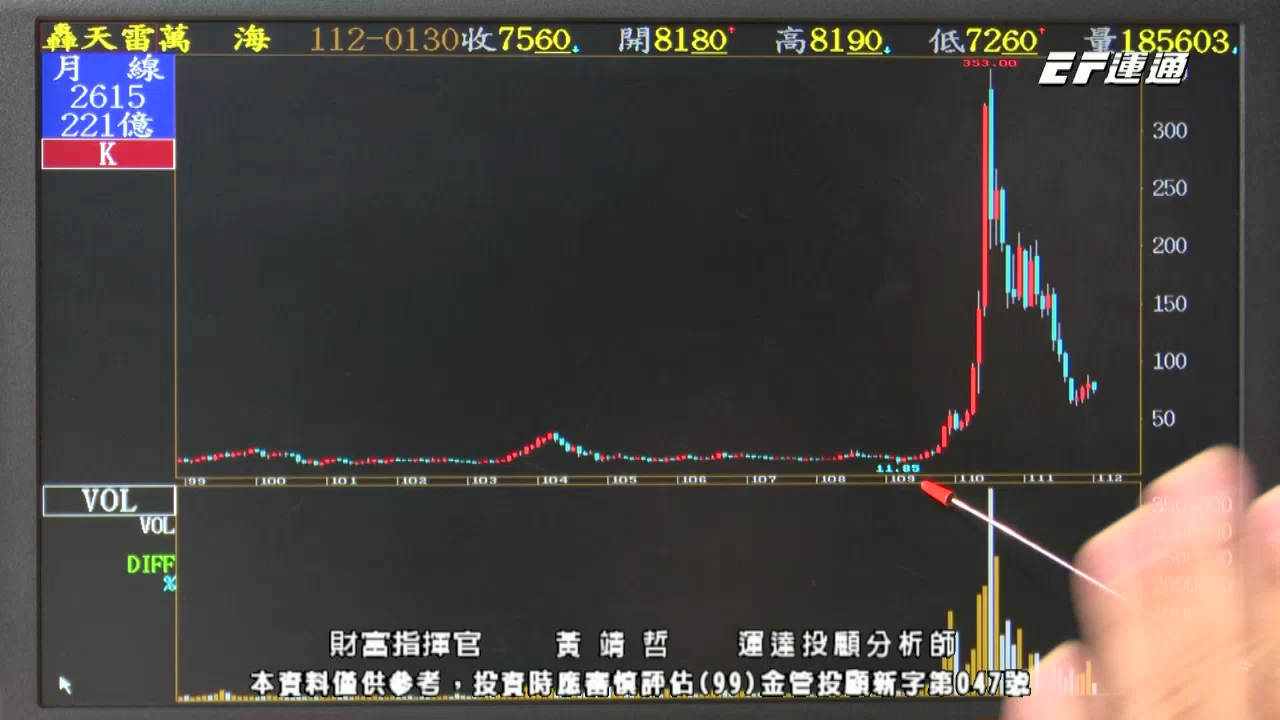 轟天雷萬 海 112-0130收7560 開8180 高8190 低7260 量185603
EF運通
月 線
2615
221億
K
353.00
300
250
200
150
100
50
11.85
99 100 101 102 103 104 105 106 107 108 109 110 111 112
VOL
VOL
DIFF
%
財富指揮官 黃靖哲 運達投顧分析師
本資料僅供參考，投資時應審慎評估(99)金管投顧新字第047號